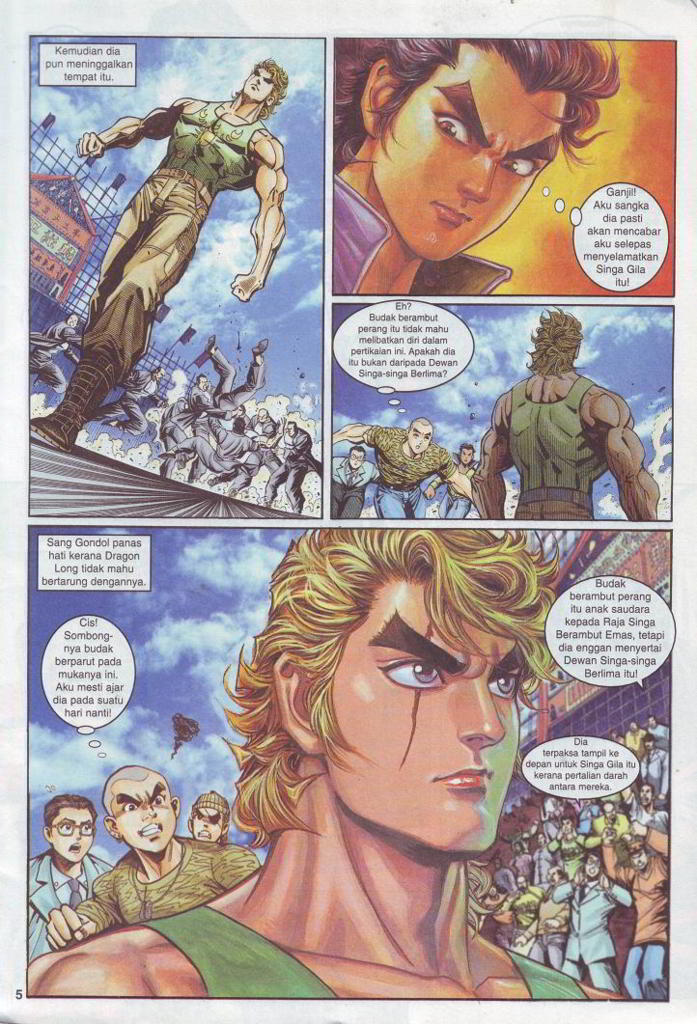 Kemudian dia
pun meninggalkan
tempat itu.
Ganjil!
Aku sangka
dia pasti
akan mencabar
aku selepas
menyelamatkan
Singa Gila
itu!
Eh?
Budak berambut
perang itu tidak mahu
melibatkan diri dalam
pertikaian ini. Apakah dia
itu bukan daripada Dewan
Singa-singa Berlima?
Sang Gondol panas
hati kerana Dragon
Long tidak mahu
bertarung dengannya.
Cis!
Sombong-
nya budak
berparut pada
mukanya ini.
Aku mesti ajar
dia pada suatu
hari nanti!
Budak
berambut perang
itu anak saudara
kepada Raja Singa
Berambut Emas, tetapi
dia enggan menyertai
Dewan Singa-singa
Berlima itu!
Dia
terpaksa tampil ke
depan untuk Singa Gila itu
kerana pertalian darah
antara mereka.
5